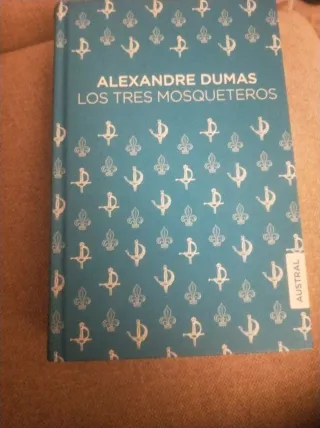 ALEXANDRE DUMAS
LOS TRES MOSQUETEROS
AUSTRAL